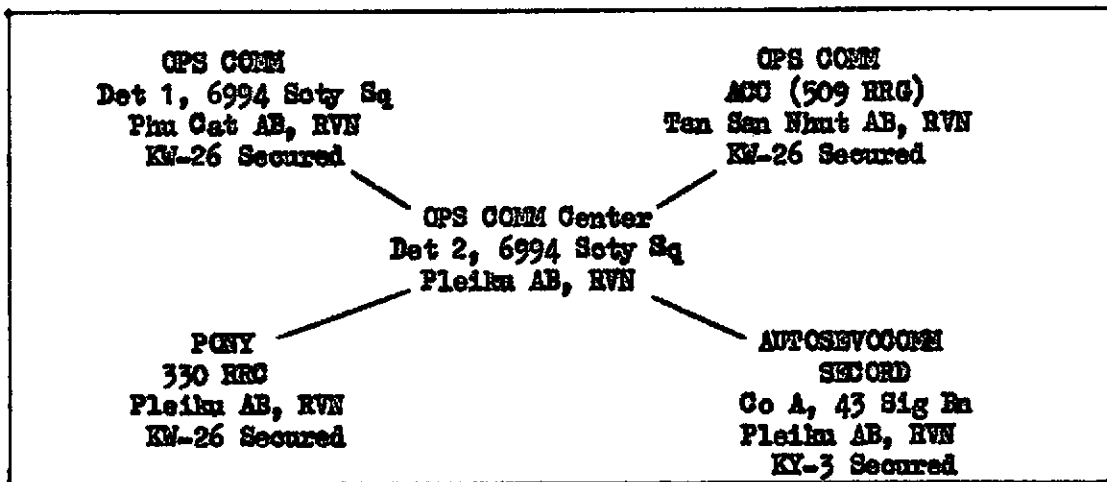 OPS COMM
Det 1, 6994 Scty Sq
Phu Cat AB, RVN
KW-26 Secured
OPS COMM
ACC (509 RRG)
Tan San Nhut AB, RVN
KW-26 Secured
OPS COMM Center
Det 2, 6994 Scty Sq
Pleiku AB, RVN
PONY
330 RRC
Pleiku AB, RVN
KW-26 Secured
AUTOSEVOCOMM
SECORD
Co A, 43 Sig Bn
Pleiku AB, RVN
KY-3 Secured